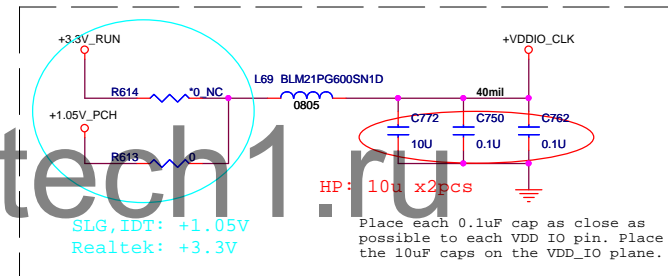 +3.3V_RUN
+VDDIO_CLK
L69 BLM21PG600SN1D
R614
*0_NC
0805
40mil
+1.05V_PCH
C772
C750
C762
R613
0
10U
0.1U
0.1U
tech1.ru
HP: 10u x2pcs
SLG,IDT: +1.05V
Realtek: +3.3V
Place each 0.1uF cap as close as
possible to each VDD IO pin. Place
the 10uF caps on the VDD_IO plane.